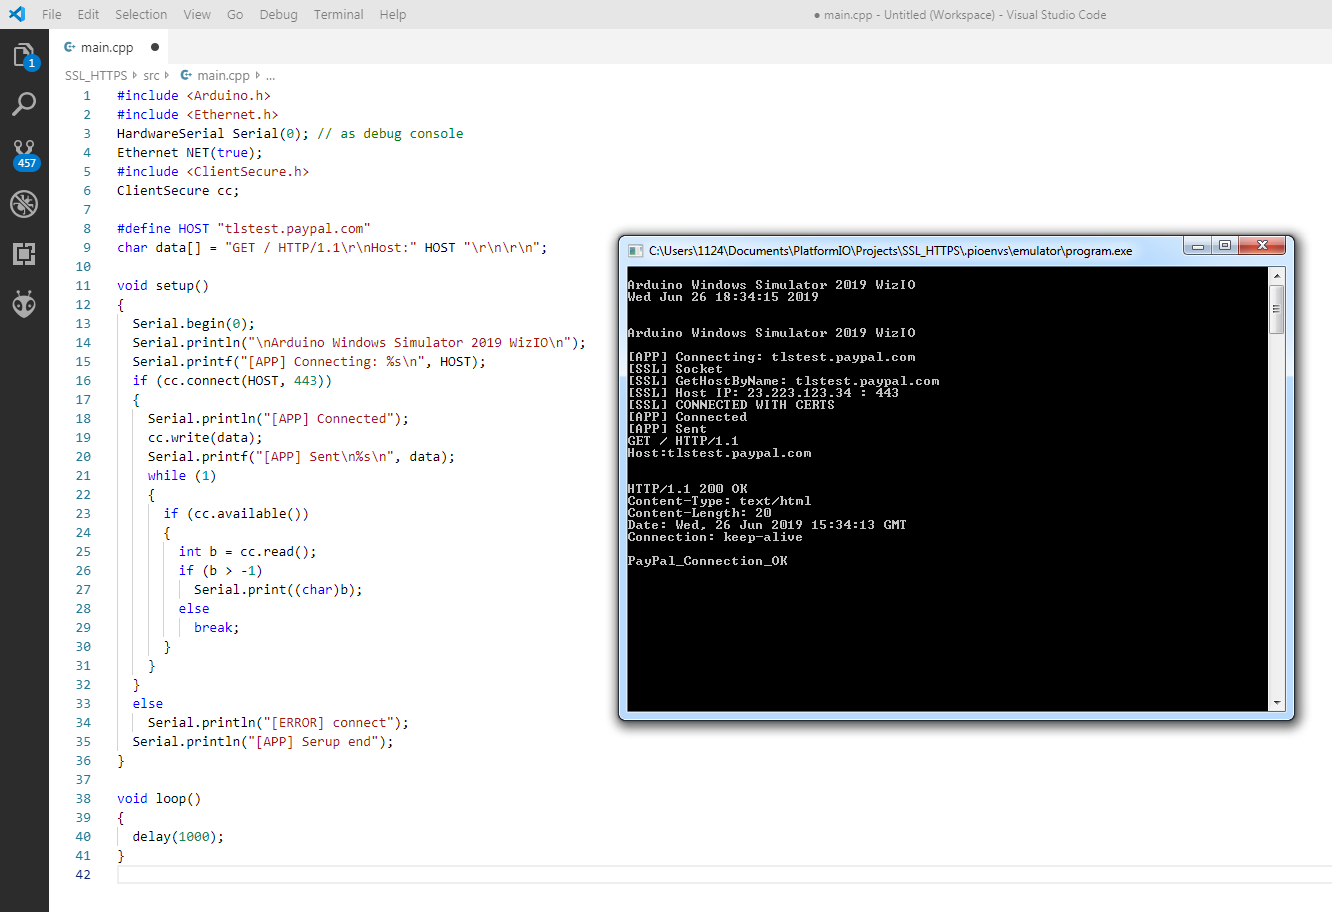 File Edit Selection View Go Debug Terminal Help ● main.cpp - Untitled (Workspace) - Visual Studio Code
main.cpp ●
SSL_HTTPS ▸ src ▸ main.cpp ▸ ...
1 #include <Arduino.h>
2 #include <Ethernet.h>
3 HardwareSerial Serial(0); // as debug console
4 Ethernet NET(true);
5 #include <ClientSecure.h>
6 ClientSecure cc;
7
8 #define HOST "tlstest.paypal.com"
9 char data[] = "GET / HTTP/1.1\r\nHost:" HOST "\r\n\r\n";
10
11 void setup()
12 {
13 Serial.begin(0);
14 Serial.println("\nArduino Windows Simulator 2019 WizIO\n");
15 Serial.printf("[APP] Connecting: %s\n", HOST);
16 if (cc.connect(HOST, 443))
17 {
18 Serial.println("[APP] Connected");
19 cc.write(data);
20 Serial.printf("[APP] Sent\n%s\n", data);
21 while (1)
22 {
23 if (cc.available())
24 {
25 int b = cc.read();
26 if (b > -1)
27 Serial.print((char)b);
28 else
29 break;
30 }
31 }
32 }
33 else
34 Serial.println("[ERROR] connect");
35 Serial.println("[APP] Serup end");
36 }
37
38 void loop()
39 {
40 delay(1000);
41 }
42
1
457
C:\Users\1124\Documents\PlatformIO\Projects\SSL_HTTPS\.pioenvs\emulator\program.exe
Arduino Windows Simulator 2019 WizIO
Wed Jun 26 18:34:15 2019
Arduino Windows Simulator 2019 WizIO
[APP] Connecting: tlstest.paypal.com
[SSL] Socket
[SSL] GetHostByName: tlstest.paypal.com
[SSL] Host IP: 23.223.123.34 : 443
[SSL] CONNECTED WITH CERTS
[APP] Connected
[APP] Sent
GET / HTTP/1.1
Host:tlstest.paypal.com
HTTP/1.1 200 OK
Content-Type: text/html
Content-Length: 20
Date: Wed, 26 Jun 2019 15:34:13 GMT
Connection: keep-alive
PayPal_Connection_OK